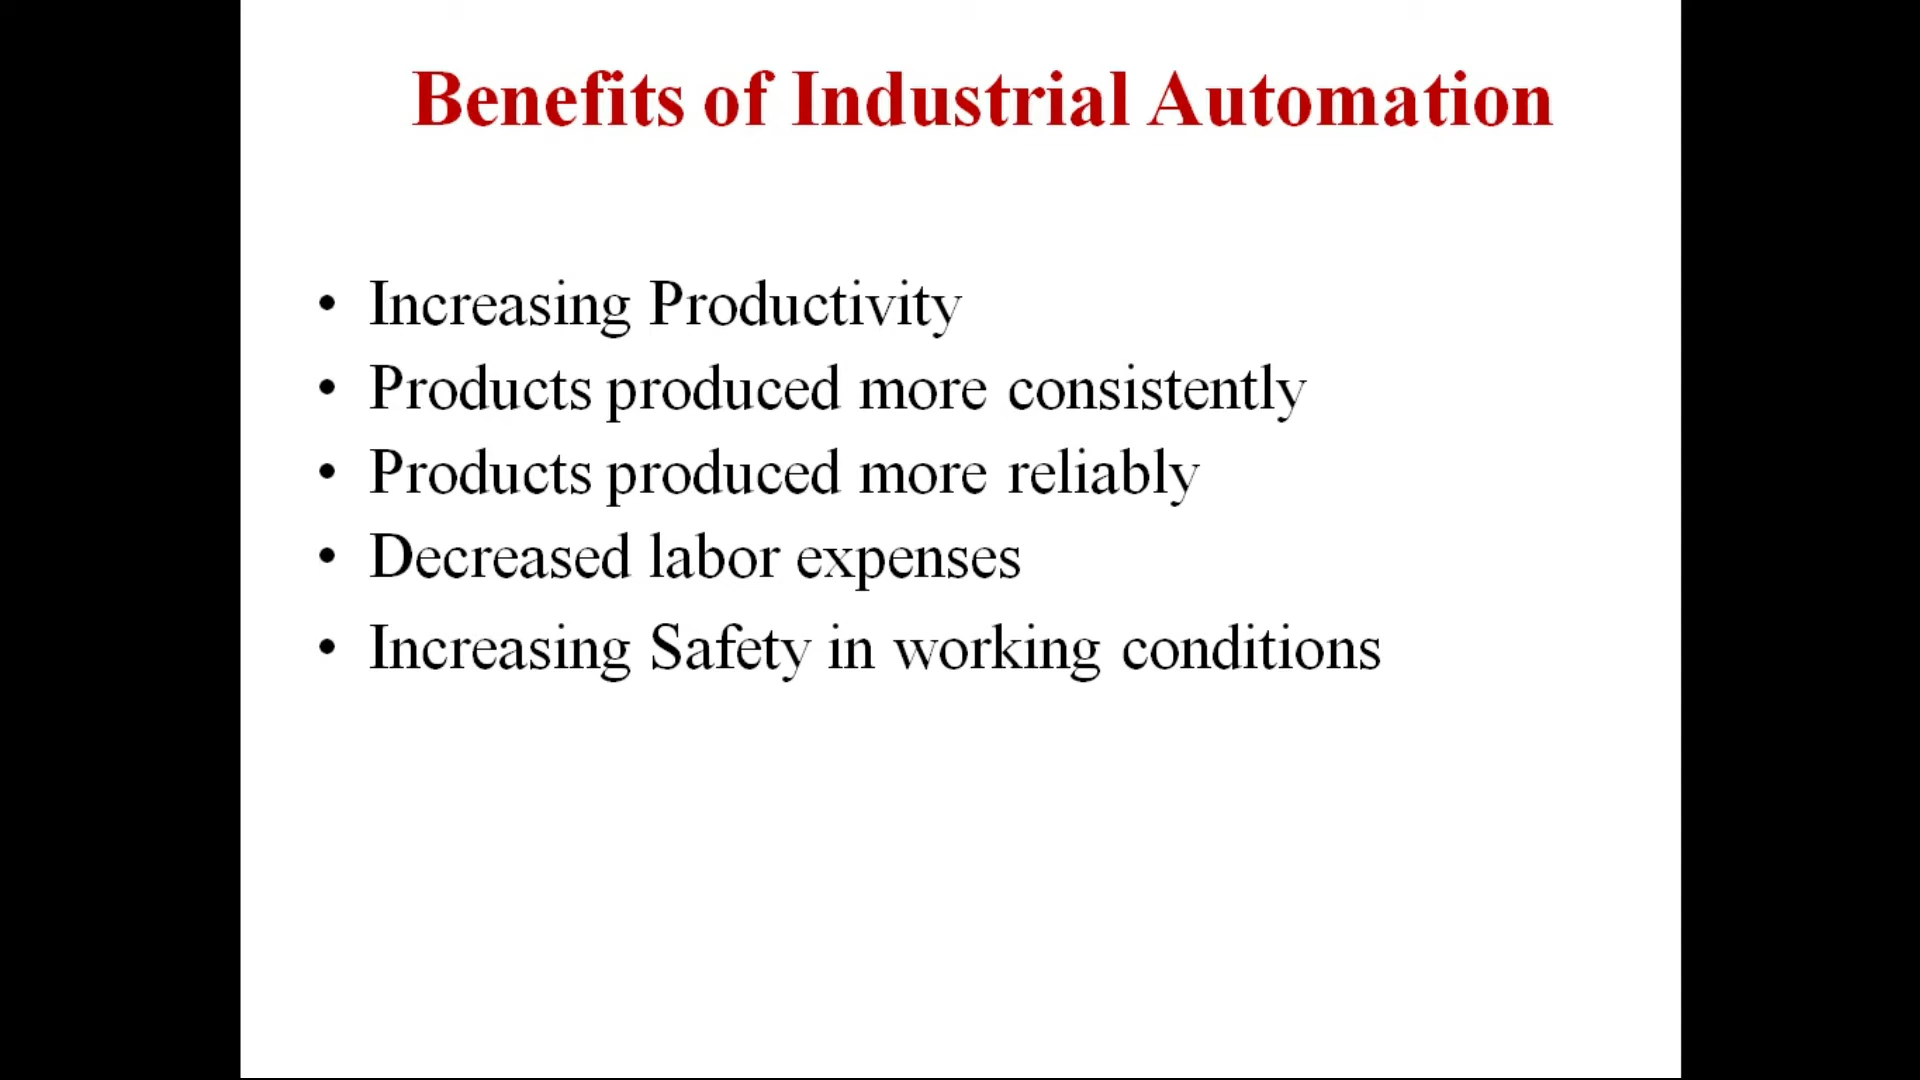 Benefits of Industrial Automation
• Increasing Productivity
• Products produced more consistently
• Products produced more reliably
• Decreased labor expenses
• Increasing Safety in working conditions